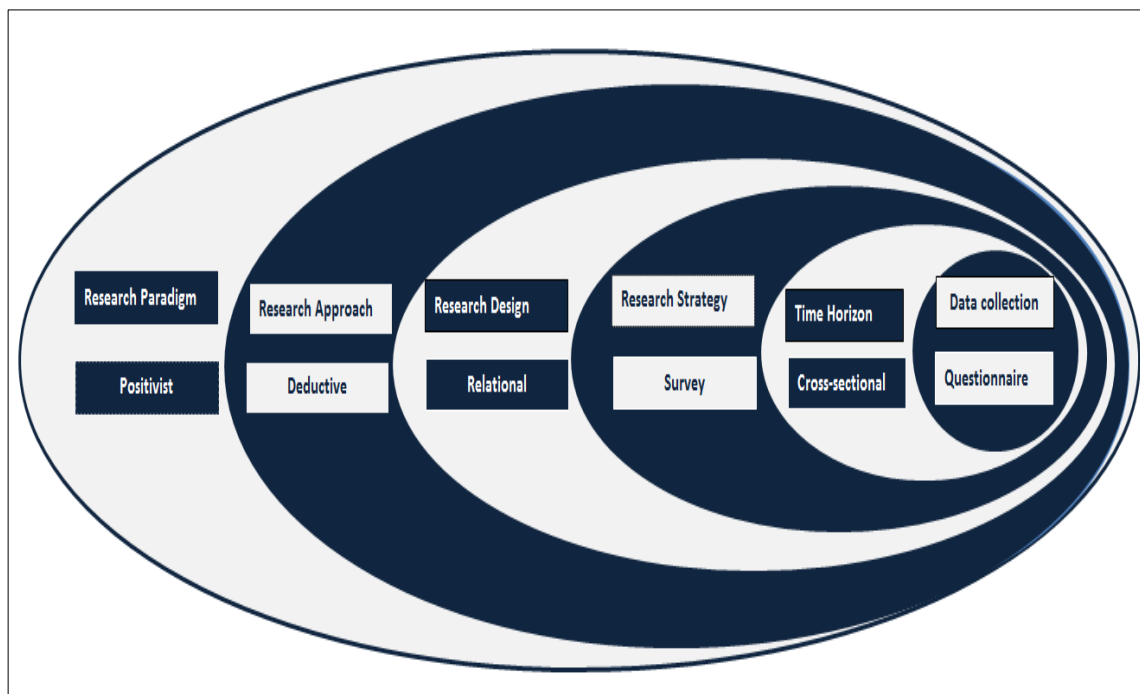 Research Paradigm
Positivist
Research Approach
Deductive
Research Design
Relational
Research Strategy
Survey
Time Horizon
Cross-sectional
Data collection
Questionnaire